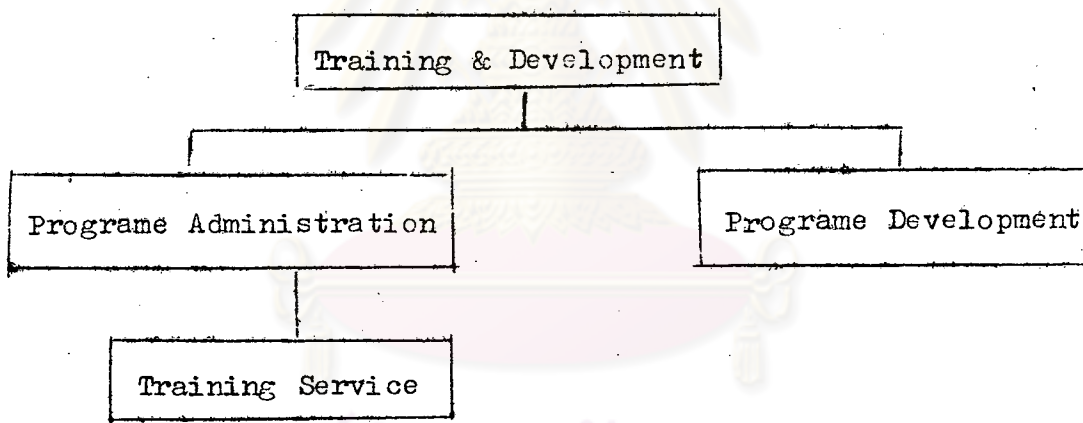 Training & Development
Programe Administration
Programe Development
Training Service